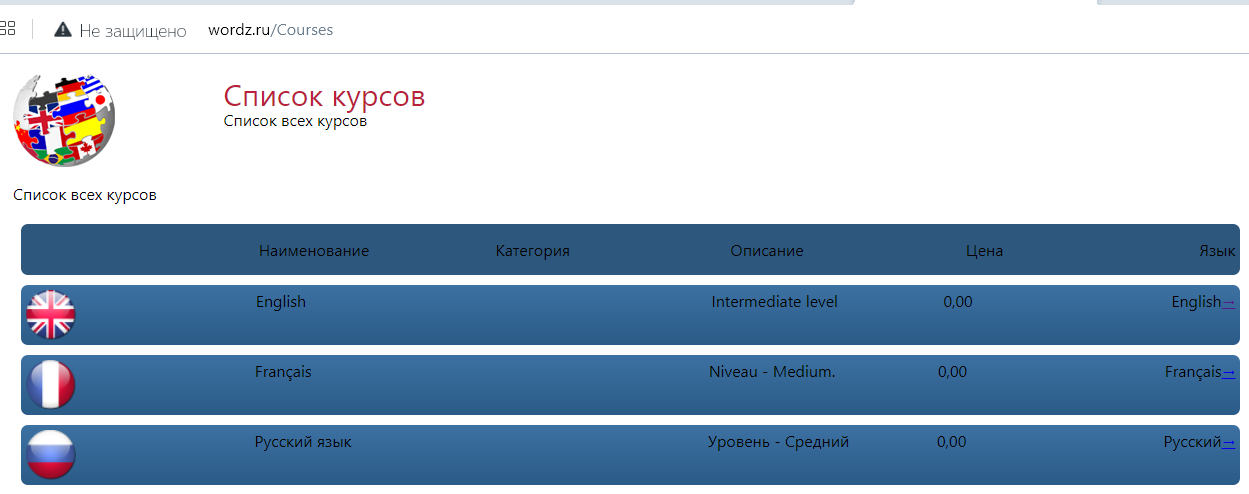 Не защищено wordz.ru/Courses
Список курсов
Список всех курсов
Список всех курсов
Наименование Категория Описание Цена Язык
English Intermediate level 0,00 English→
Français Niveau - Medium. 0,00 Français→
Русский язык Уровень - Средний 0,00 Русский→